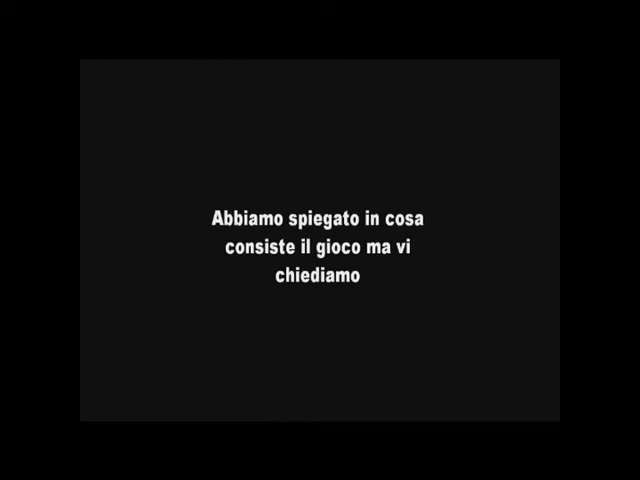 Abbiamo spiegato in cosa
consiste il gioco ma vi
chiediamo